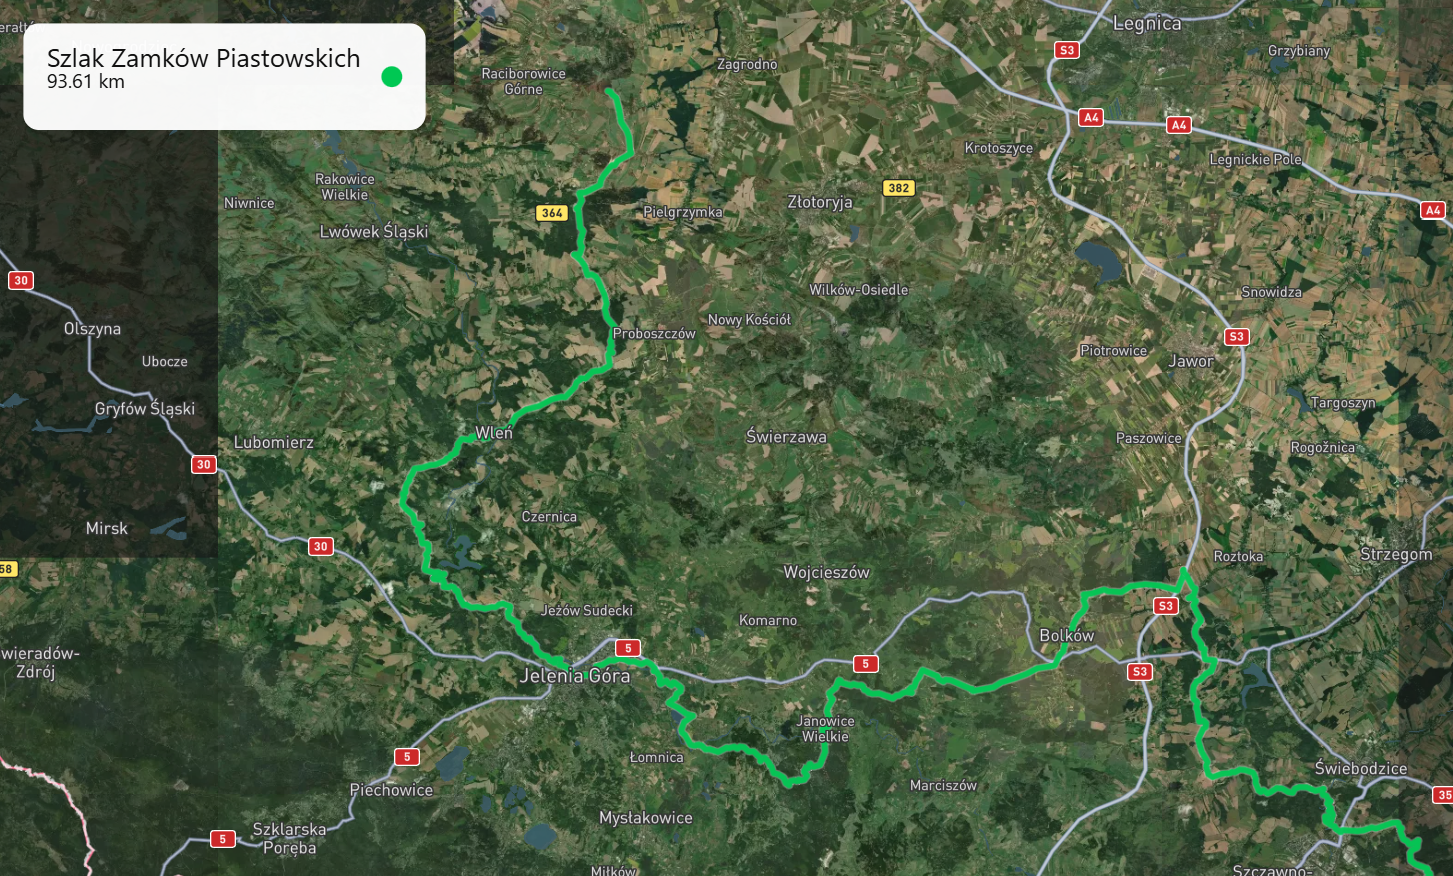 Szlak Zamków Piastowskich
93.61 km
Legnica
S3
Grzybiany
Zagrodno
Raciborowice
Górne
A4
A4
Krotoszyce
Legnickie Pole
Rakowice
Wielkie
382
Niwnice
Złotoryja
364
Pielgrzymka
A4
Lwówek Śląski
30
Wilków-Osiedle
Snowidza
Olszyna
Nowy Kościół
Proboszczów
S3
Piotrowice
Ubocze
Jawor
Gryfów Śląski
Targoszyn
Wleń
Lubomierz
Świerzawa
Paszowice
Rogoźnica
30
Czernica
Mirsk
30
Roztoka
Strzegom
58
Wojcieszów
Jeżów Sudecki
S3
Komarno
Bolków
5
wieradów-
Zdrój
5
S3
Jelenia Góra
Janowice
Wielkie
5
Łomnica
Świebodzice
Marciszów
Piechowice
35
Mysłakowice
Szklarska
Poręba
5
Miłków
Szczawno-